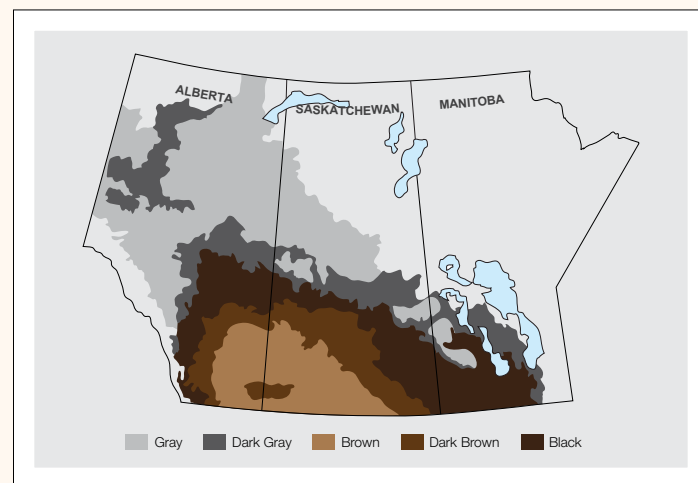 ALBERTA
SASKATCHEWAN
MANITOBA
Gray Dark Gray Brown Dark Brown Black